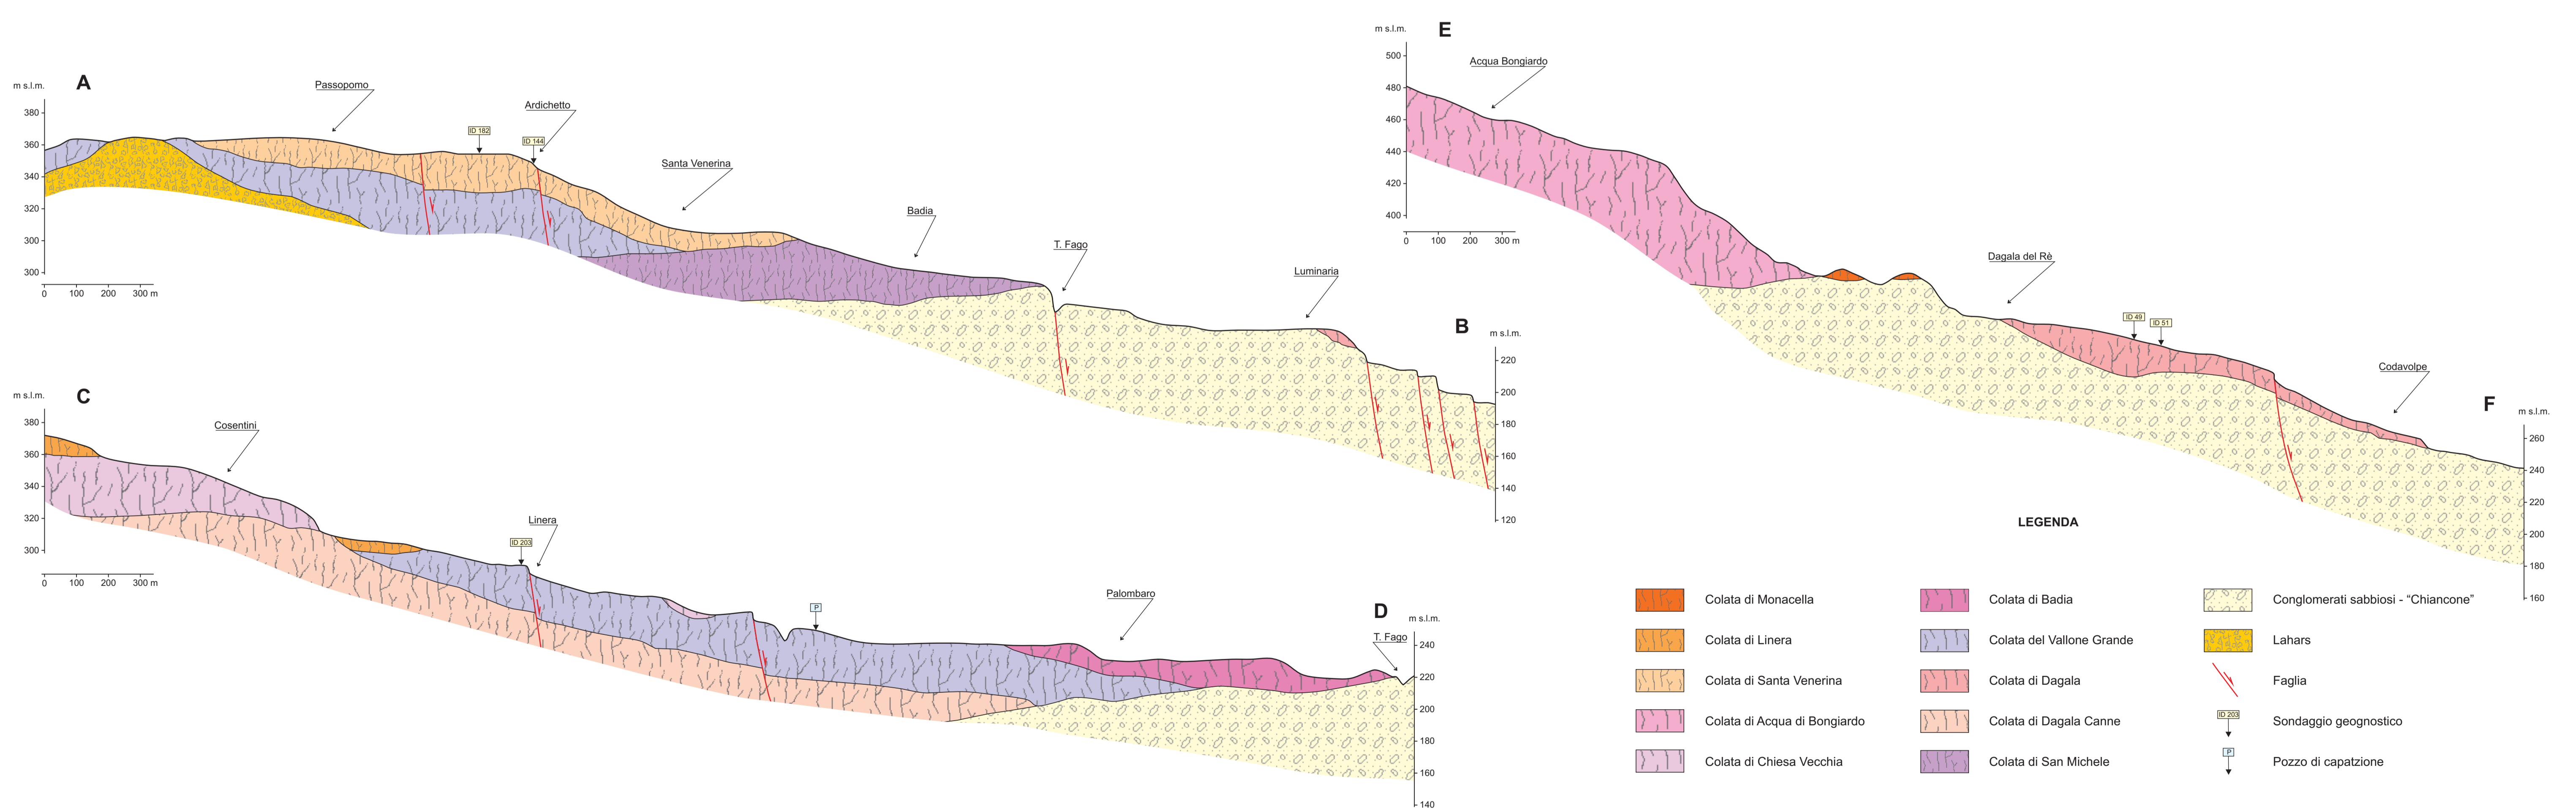 A
m s.l.m.
380
360
340
320
300
300
0 100 200 300 m
Passopomo
ID 182
Ardichetto
ID 144
Santa Venerina
Badia
T. Fago
Luminaria
B
m s.l.m.
220
200
180
160
140
120
C
m s.l.m.
380
360
340
320
300
0 100 200 300 m
Cosentini
Linera
ID 203
P
Palombaro
D
T. Fago
m s.l.m.
240
220
200
180
160
140
E
m s.l.m.
500
480
460
440
420
400
0 100 200 300 m
Acqua Bongiardo
Dagala del Rè
ID 49
ID 51
Codavolpe
F
m s.l.m.
260
240
220
200
180
160
LEGENDA
Colata di Monacella
Colata di Linera
Colata di Santa Venerina
Colata di Acqua di Bongiardo
Colata di Chiesa Vecchia
Colata di Badia
Colata del Vallone Grande
Colata di Dagala
Colata di Dagala Canne
Colata di San Michele
Conglomerati sabbiosi - “Chiancone”
Lahars
Faglia
ID 203
Sondaggio geognostico
P
Pozzo di capatzione